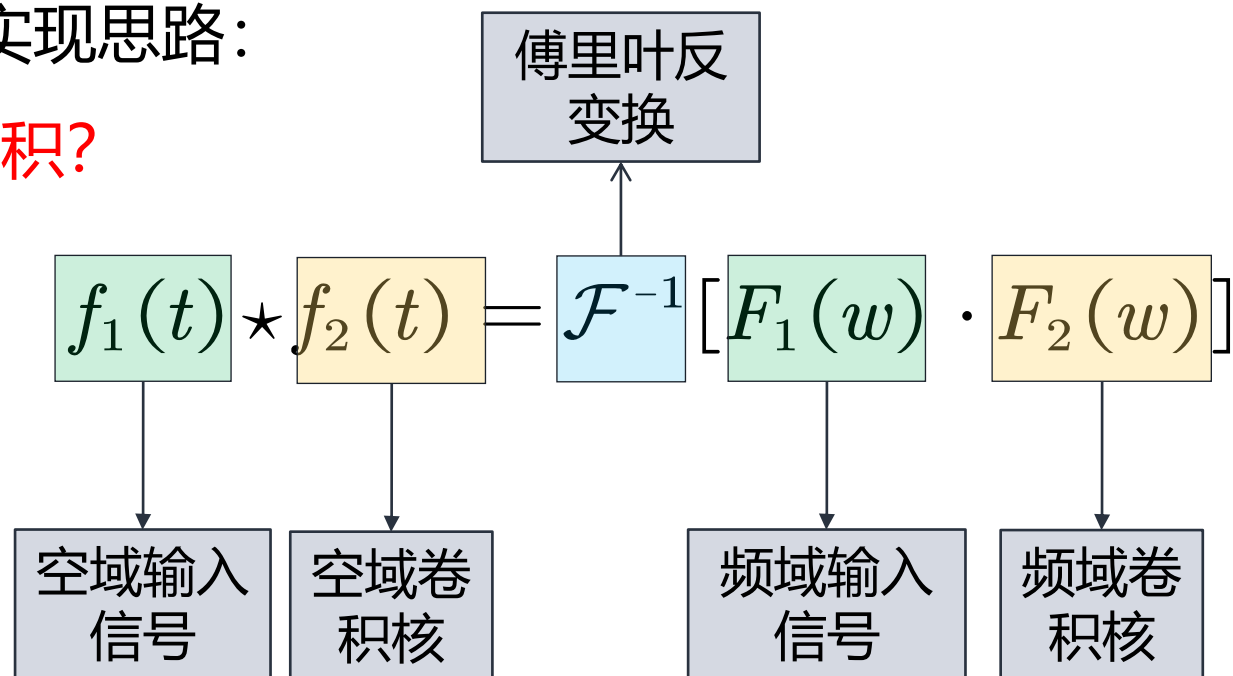 实现思路：
积？
傅里叶反
变换
f₁(t)⋆f₂(t) = ℱ⁻¹[F₁(w) · F₂(w)]
空域输入
信号
空域卷
积核
频域输入
信号
频域卷
积核